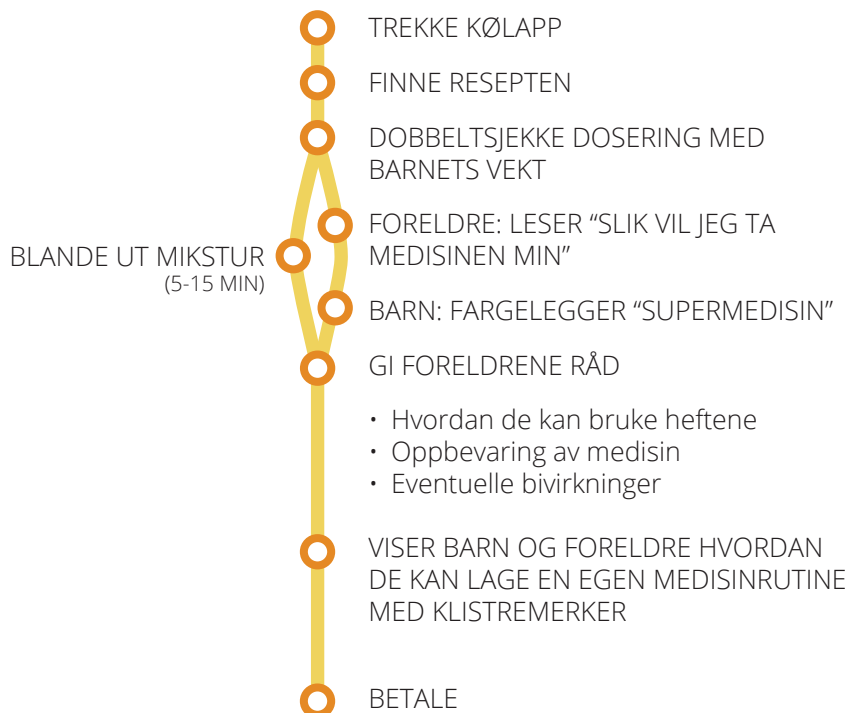 TREKKE KØLAPP
FINNE RESEPTEN
DOBBELTSJEKKE DOSERING MED
BARNETS VEKT
FORELDRE: LESER “SLIK VIL JEG TA
MEDISINEN MIN”
BLANDE UT MIKSTUR
(5-15 MIN)
BARN: FARGELEGGER “SUPERMEDISIN”
GI FORELDRENE RÅD
• Hvordan de kan bruke heftene
• Oppbevaring av medisin
• Eventuelle bivirkninger
VISER BARN OG FORELDRE HVORDAN
DE KAN LAGE EN EGEN MEDISINRUTINE
MED KLISTREMERKER
BETALE